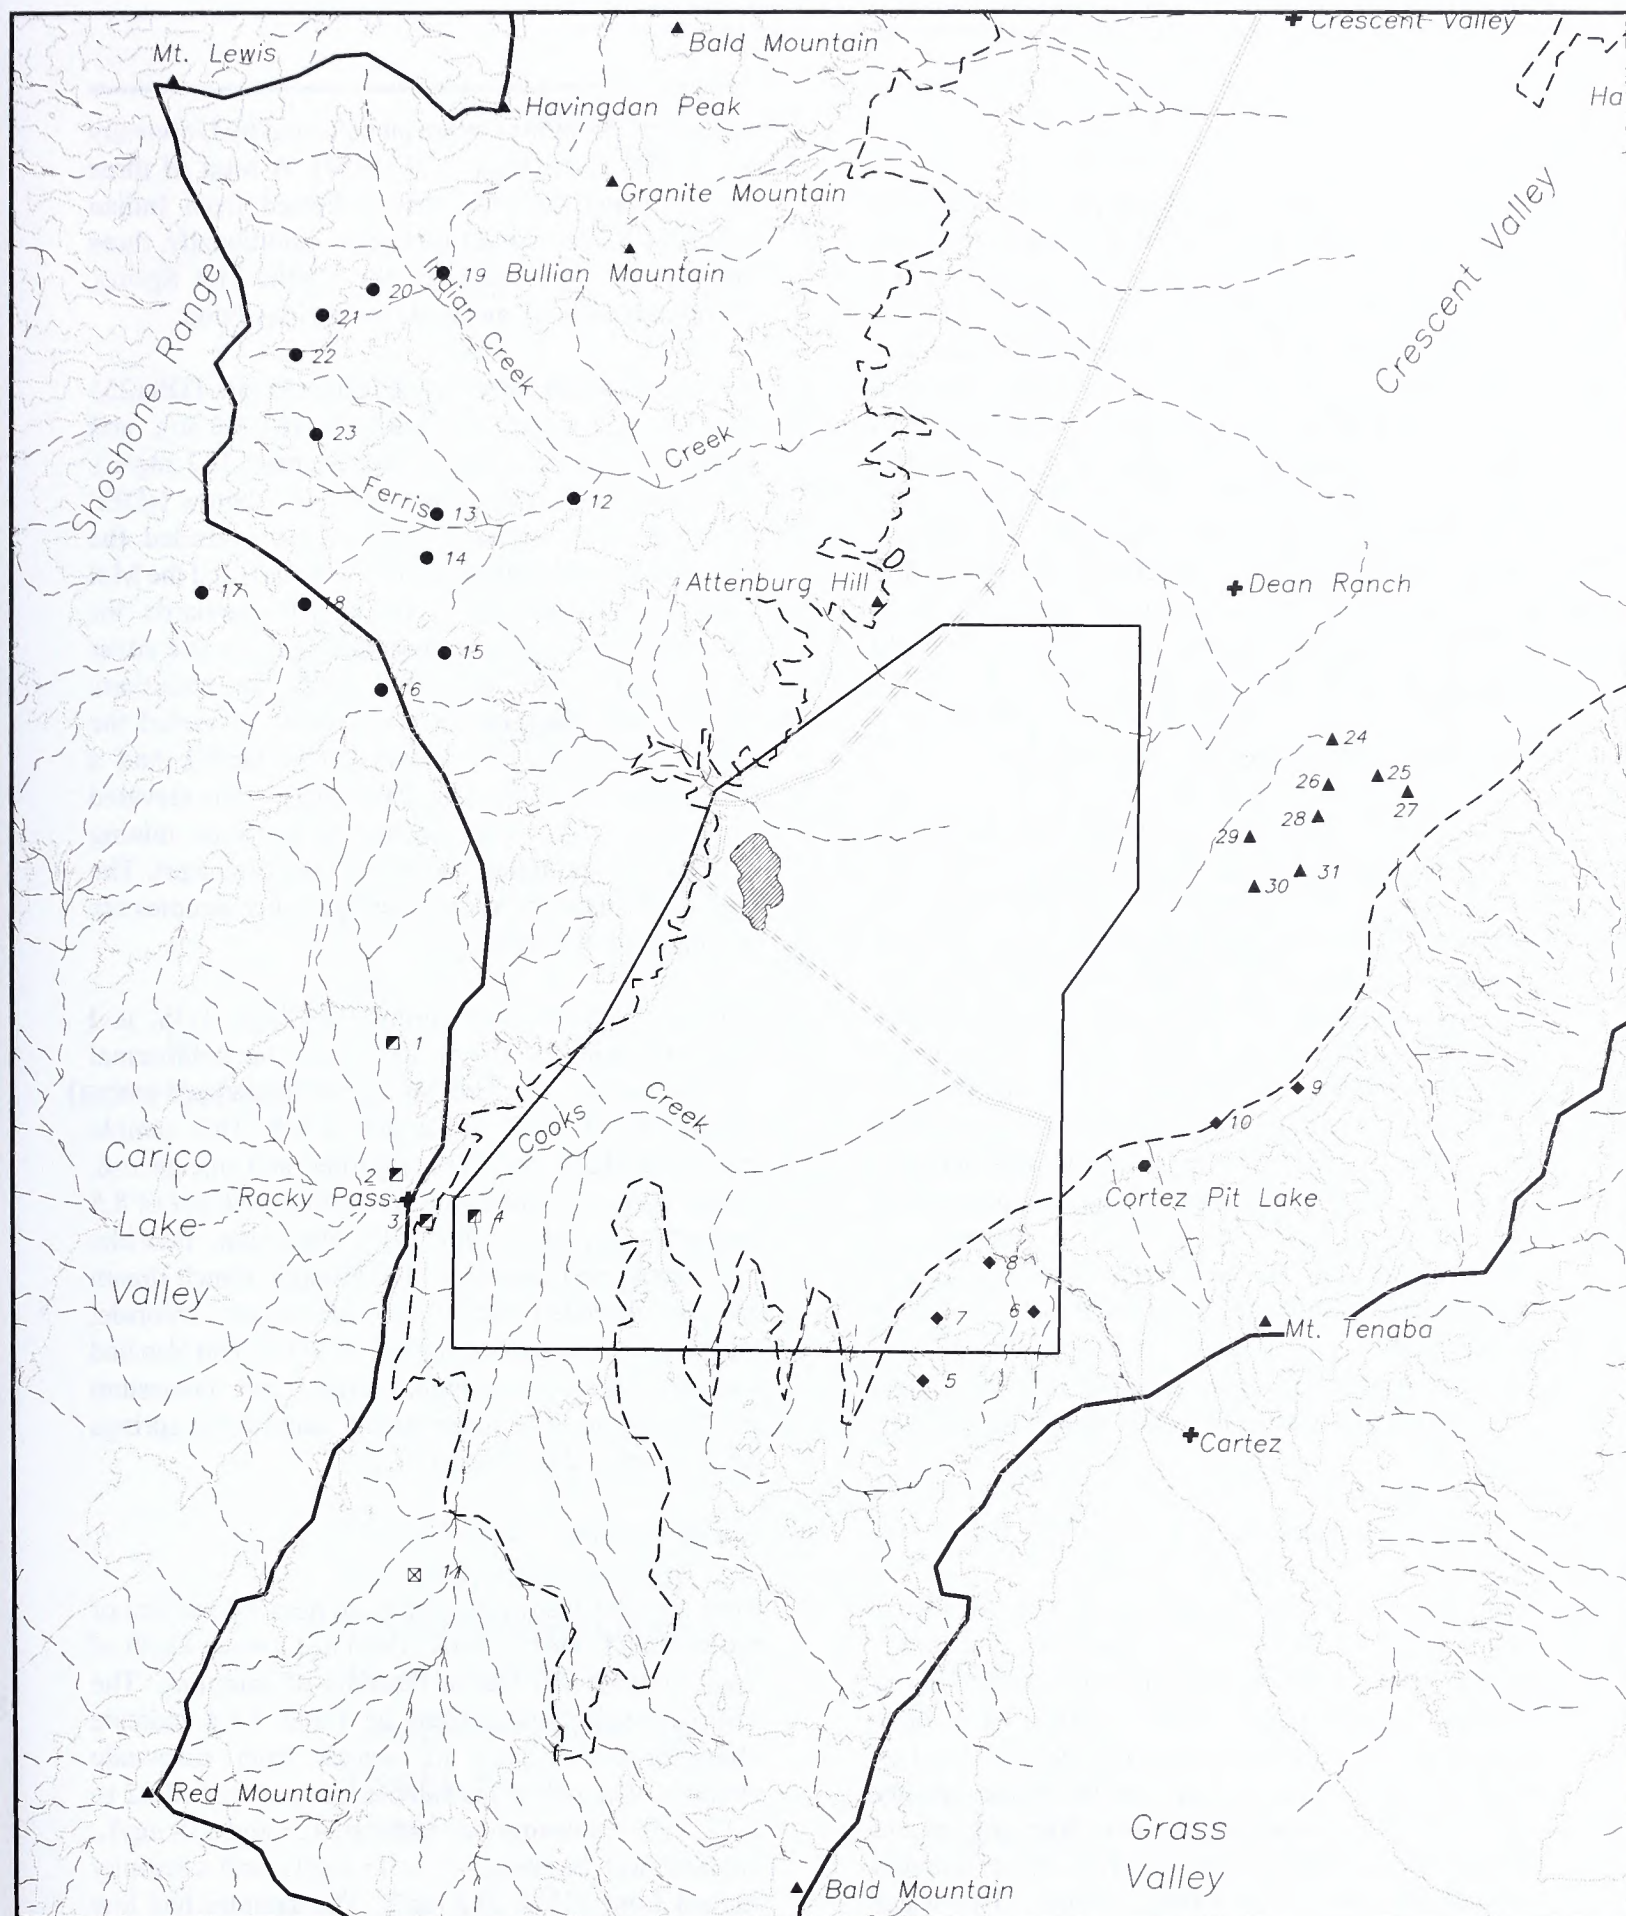 Crescent Valley
Mt. Lewis
Bald Mountain
Ha
Havingdan Peak
Granite Mountain
19
Bullian Mauntain
20
21
22
Indian Creek
Shoshone Range
Crescent Valley
23
Creek
Ferris
13
12
14
Attenburg Hill
Dean Ranch
17
18
15
16
24
25
26
27
28
29
31
30
1
9
Cooks Creek
10
Carico
Lake
Valley
2
Racky Pass
3
4
Cortez Pit Lake
8
7
6
Mt. Tenaba
5
Cartez
11
Red Mountain
Grass
Valley
Bald Mountain